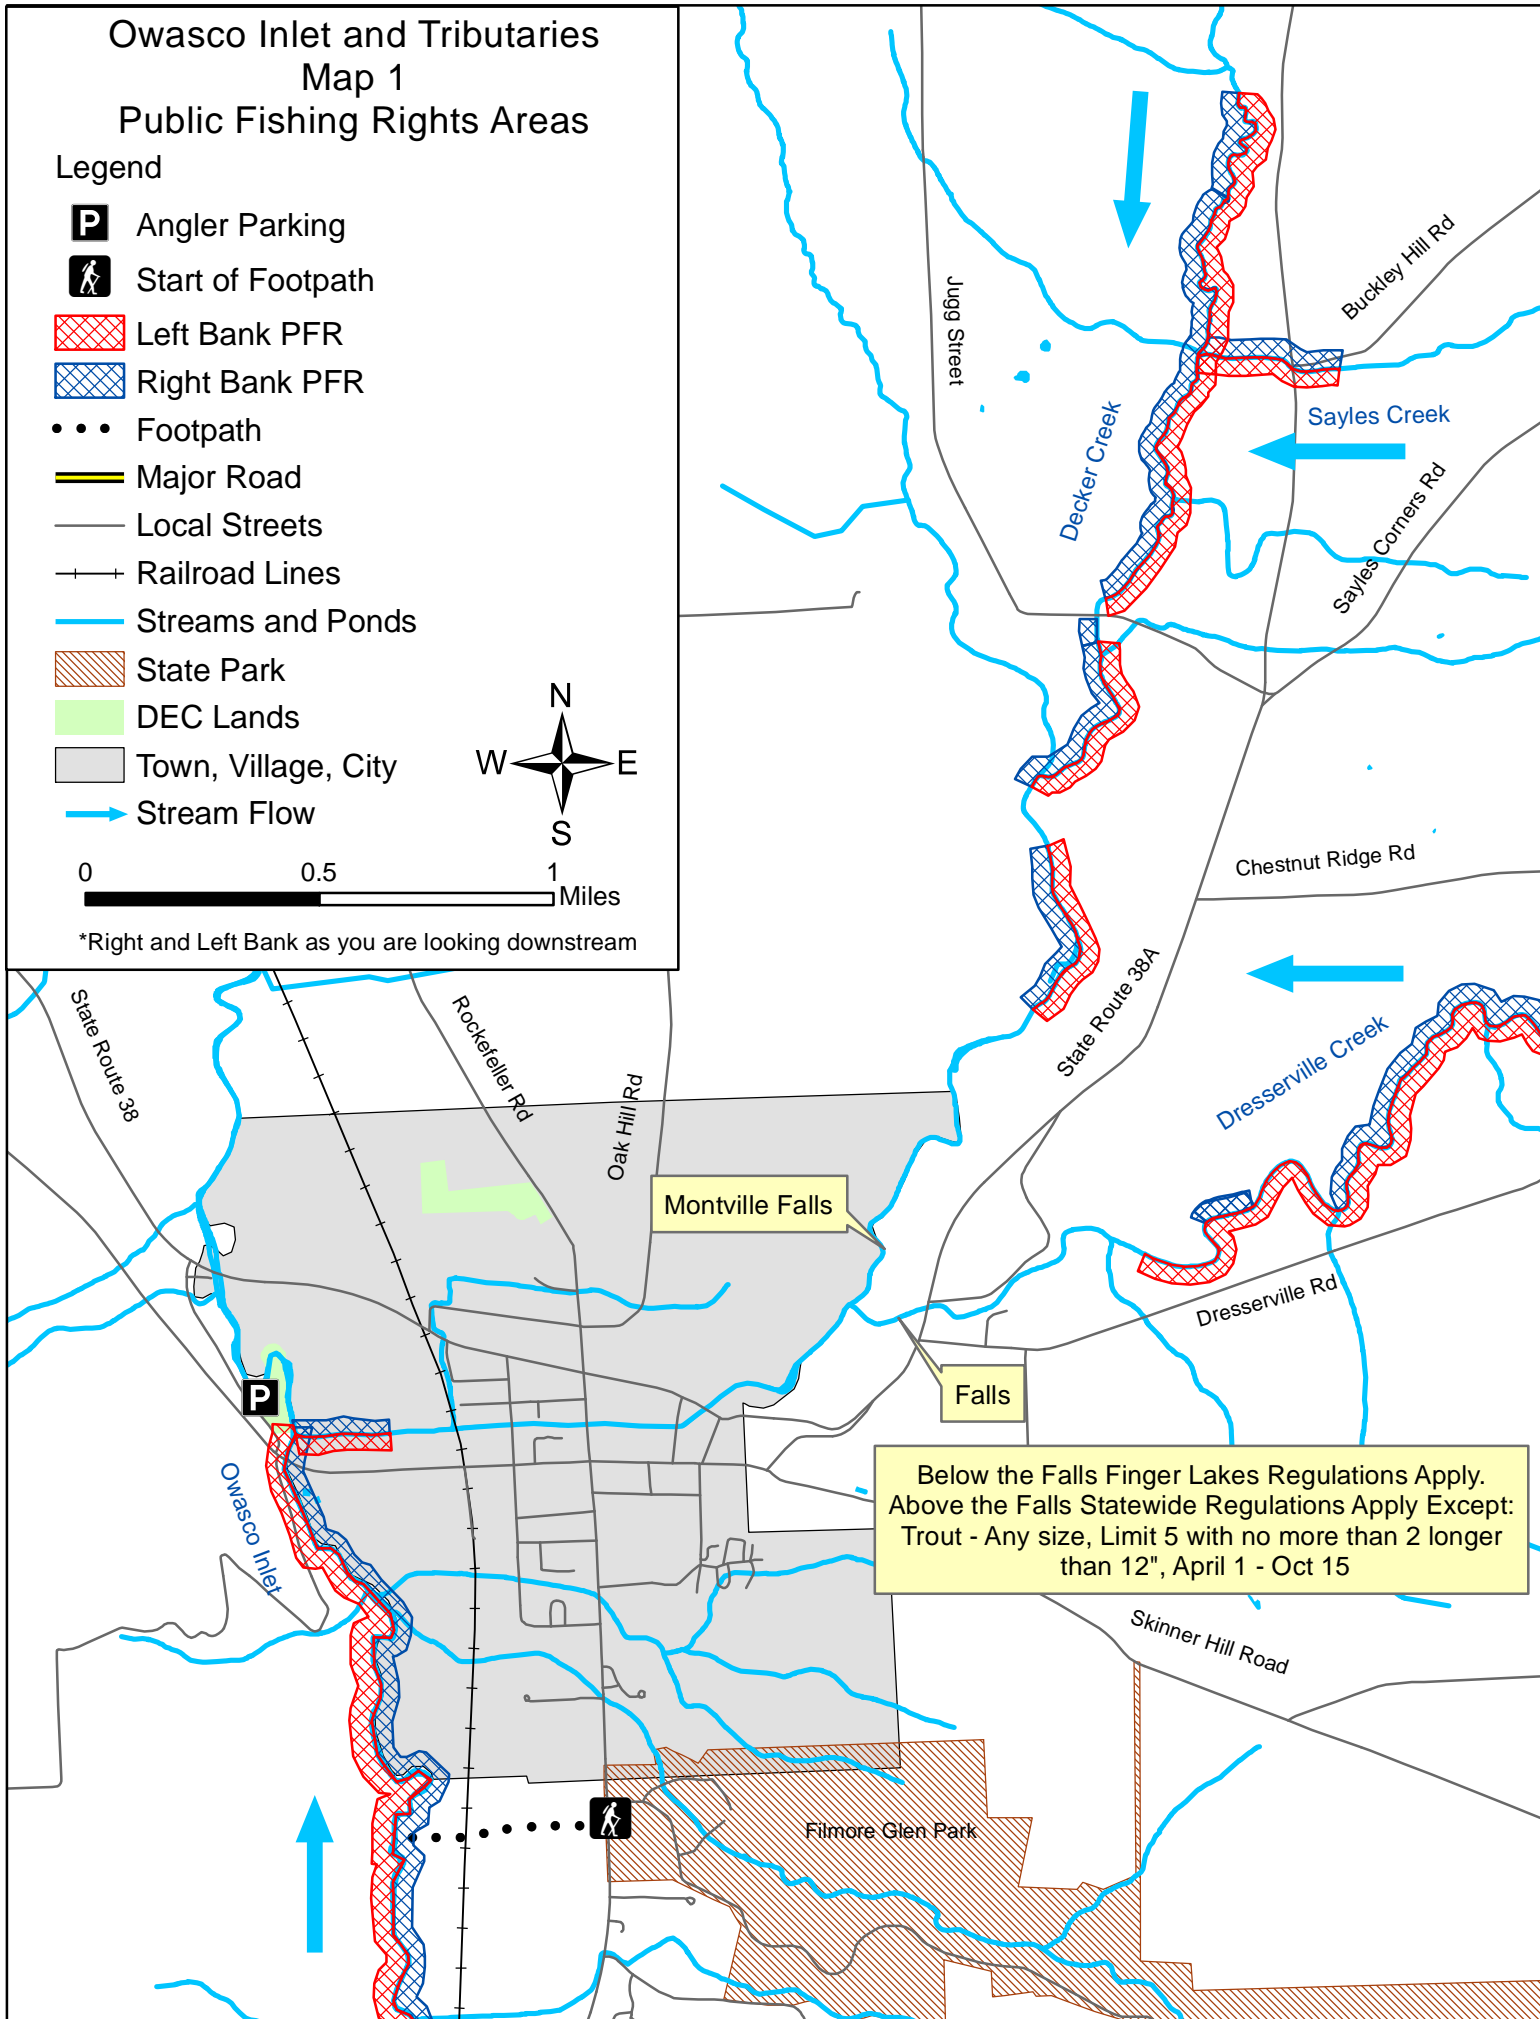 Owasco Inlet and Tributaries
Map 1
Public Fishing Rights Areas
Legend
P Angler Parking
Start of Footpath
Left Bank PFR
Right Bank PFR
Footpath
Major Road
Local Streets
Railroad Lines
Streams and Ponds
State Park
DEC Lands
Town, Village, City
Stream Flow
N
W E
S
0 0.5 1
Miles
*Right and Left Bank as you are looking downstream
Buckley Hill Rd
Jugg Street
Sayles Creek
Decker Creek
Sayles Corners Rd
Chestnut Ridge Rd
State Route 38A
State Route 38
Rockefeller Rd
Oak Hill Rd
Dresserville Creek
Montville Falls
Dresserville Rd
Falls
P
Owasco Inlet
Below the Falls Finger Lakes Regulations Apply.
Above the Falls Statewide Regulations Apply Except:
Trout - Any size, Limit 5 with no more than 2 longer
than 12", April 1 - Oct 15
Skinner Hill Road
Filmore Glen Park